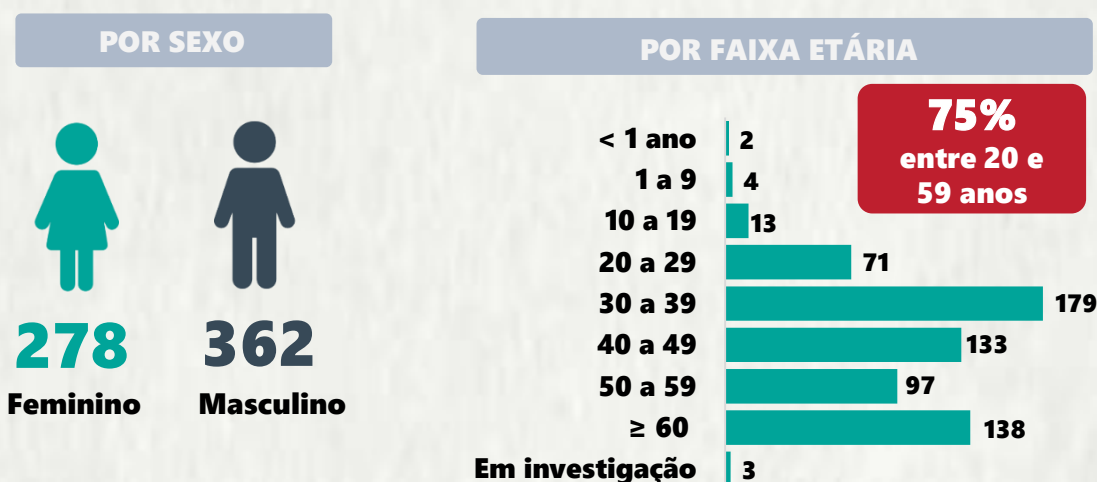 POR SEXO
278
Feminino
362
Masculino
POR FAIXA ETÁRIA
75%
entre 20 e
59 anos
< 1 ano 2
1 a 9 4
10 a 19 13
20 a 29 71
30 a 39 179
40 a 49 133
50 a 59 97
≥ 60 138
Em investigação 3